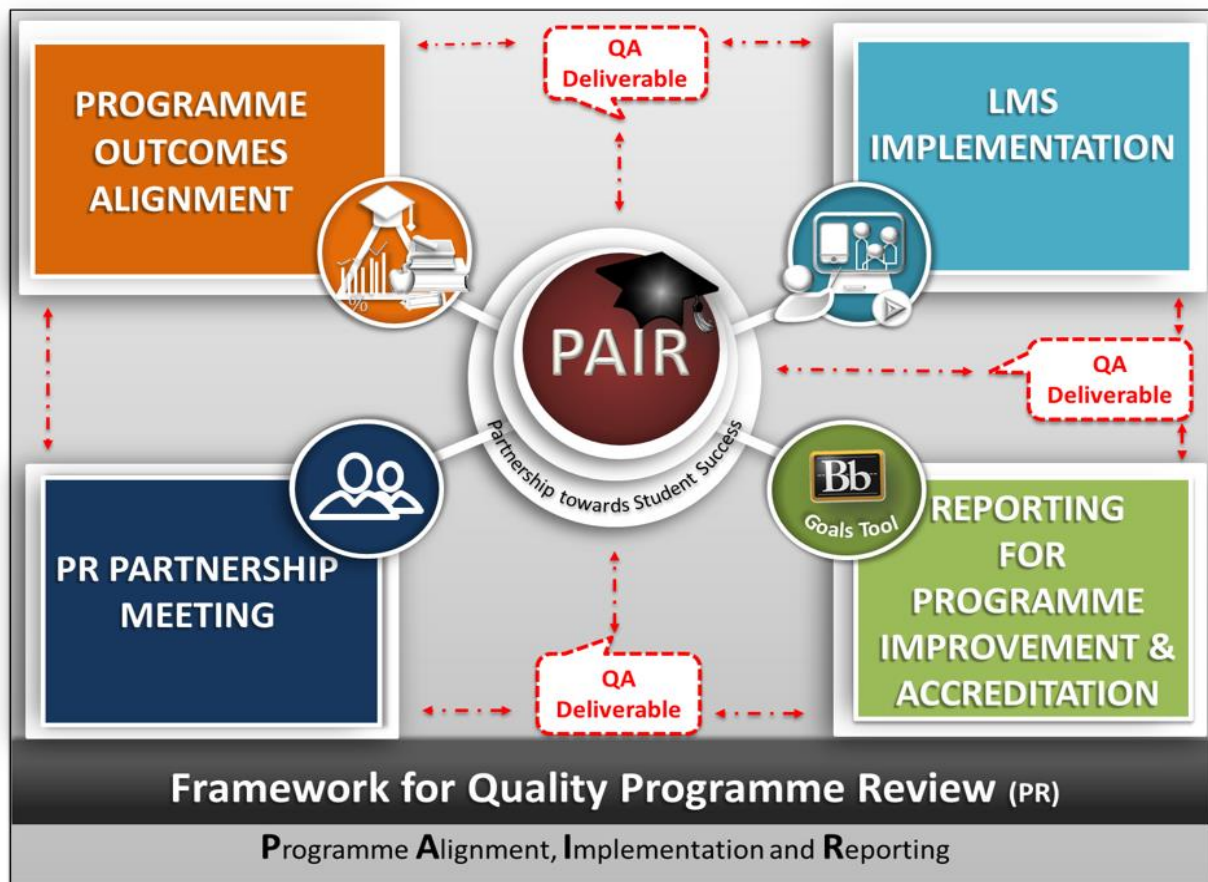 PROGRAMME
OUTCOMES
ALIGNMENT
%
QA
Deliverable
LMS
IMPLEMENTATION
PAIR
Partnership towards Student Success
QA
Deliverable
PR PARTNERSHIP
MEETING
Bb
Goals Tool
REPORTING
FOR
PROGRAMME
IMPROVEMENT &
ACCREDITATION
QA
Deliverable
Framework for Quality Programme Review (PR)
Programme Alignment, Implementation and Reporting